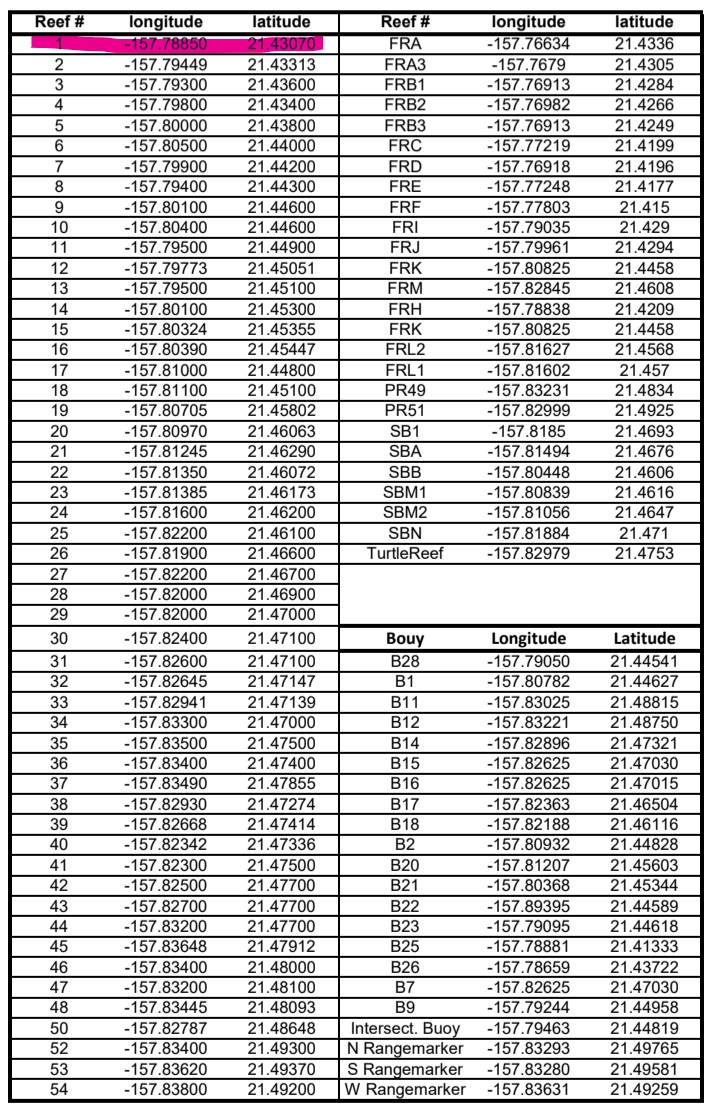 Reef # longitude latitude Reef # longitude latitude
1 -157.78850 21.43070 FRA -157.76634 21.4336
2 -157.79449 21.43313 FRA3 -157.7679 21.4305
3 -157.79300 21.43600 FRB1 -157.76913 21.4284
4 -157.79800 21.43400 FRB2 -157.76982 21.4266
5 -157.80000 21.43800 FRB3 -157.76913 21.4249
6 -157.80500 21.44000 FRC -157.77219 21.4199
7 -157.79900 21.44200 FRD -157.76918 21.4196
8 -157.79400 21.44300 FRE -157.77248 21.4177
9 -157.80100 21.44600 FRF -157.77803 21.415
10 -157.80400 21.44600 FRI -157.79035 21.429
11 -157.79500 21.44900 FRJ -157.79961 21.4294
12 -157.79773 21.45051 FRK -157.80825 21.4458
13 -157.79500 21.45100 FRM -157.82845 21.4608
14 -157.80100 21.45300 FRH -157.78838 21.4209
15 -157.80324 21.45355 FRK -157.80825 21.4458
16 -157.80390 21.45447 FRL2 -157.81627 21.4568
17 -157.81000 21.44800 FRL1 -157.81602 21.457
18 -157.81100 21.45100 PR49 -157.83231 21.4834
19 -157.80705 21.45802 PR51 -157.82999 21.4925
20 -157.80970 21.46063 SB1 -157.8185 21.4693
21 -157.81245 21.46290 SBA -157.81494 21.4676
22 -157.81350 21.46072 SBB -157.80448 21.4606
23 -157.81385 21.46173 SBM1 -157.80839 21.4616
24 -157.81600 21.46200 SBM2 -157.81056 21.4647
25 -157.82200 21.46100 SBN -157.81884 21.471
26 -157.81900 21.46600 TurtleReef -157.82979 21.4753
27 -157.82200 21.46700
28 -157.82000 21.46900
29 -157.82000 21.47000
30 -157.82400 21.47100 Bouy Longitude Latitude
31 -157.82600 21.47100 B28 -157.79050 21.44541
32 -157.82645 21.47147 B1 -157.80782 21.44627
33 -157.82941 21.47139 B11 -157.83025 21.48815
34 -157.83300 21.47000 B12 -157.83221 21.48750
35 -157.83500 21.47500 B14 -157.82896 21.47321
36 -157.83400 21.47400 B15 -157.82625 21.47030
37 -157.83490 21.47855 B16 -157.82625 21.47015
38 -157.82930 21.47274 B17 -157.82363 21.46504
39 -157.82668 21.47414 B18 -157.82188 21.46116
40 -157.82342 21.47336 B2 -157.80932 21.44828
41 -157.82300 21.47500 B20 -157.81207 21.45603
42 -157.82500 21.47700 B21 -157.80368 21.45344
43 -157.82700 21.47700 B22 -157.89395 21.44589
44 -157.83200 21.47700 B23 -157.79095 21.44618
45 -157.83648 21.47912 B25 -157.78881 21.41333
46 -157.83400 21.48000 B26 -157.78659 21.43722
47 -157.83200 21.48100 B7 -157.82625 21.47030
48 -157.83445 21.48093 B9 -157.79244 21.44958
50 -157.82787 21.48648 Intersect. Buoy -157.79463 21.44819
52 -157.83400 21.49300 N Rangemarker -157.83293 21.49765
53 -157.83620 21.49370 S Rangemarker -157.83280 21.49581
54 -157.83800 21.49200 W Rangemarker -157.83631 21.49259